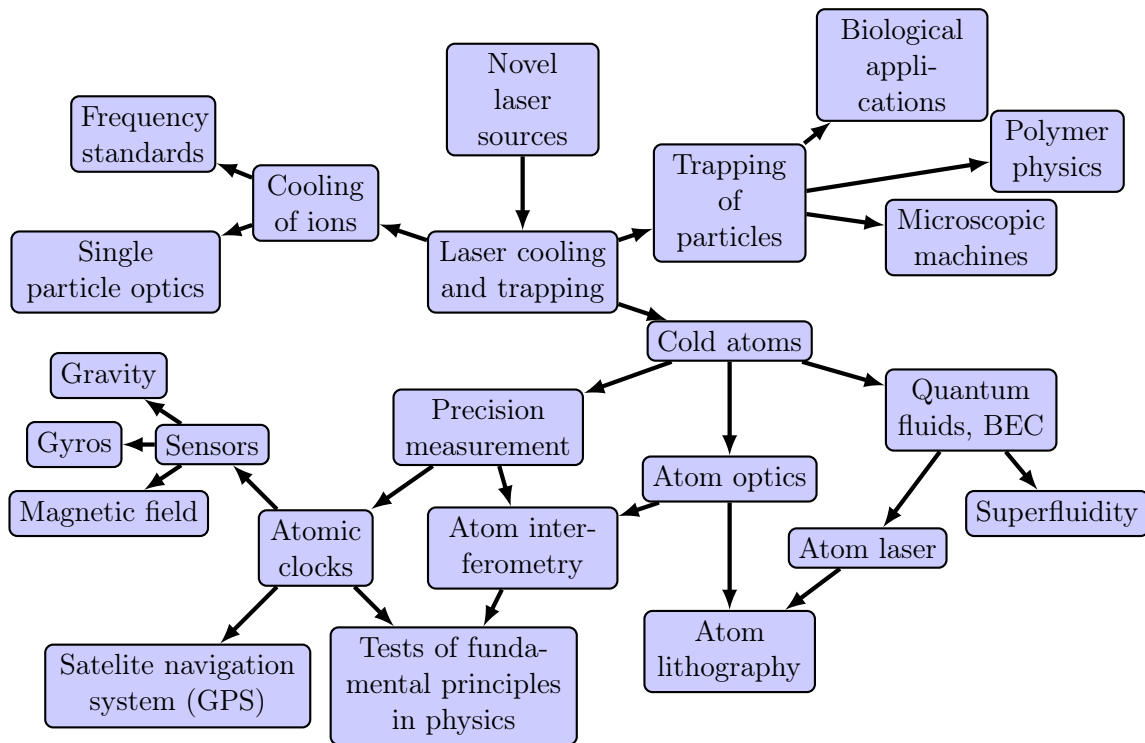 Biological
appli-
cations
Novel
laser
sources
Frequency
standards
Polymer
physics
Trapping
of
particles
Cooling
of ions
Microscopic
machines
Single
particle optics
Laser cooling
and trapping
Cold atoms
Gravity
Precision
measurement
Quantum
fluids, BEC
Gyros
Sensors
Atom optics
Magnetic field
Superfluidity
Atomic
clocks
Atom inter-
ferometry
Atom laser
Satelite navigation
system (GPS)
Tests of funda-
mental principles
in physics
Atom
lithography